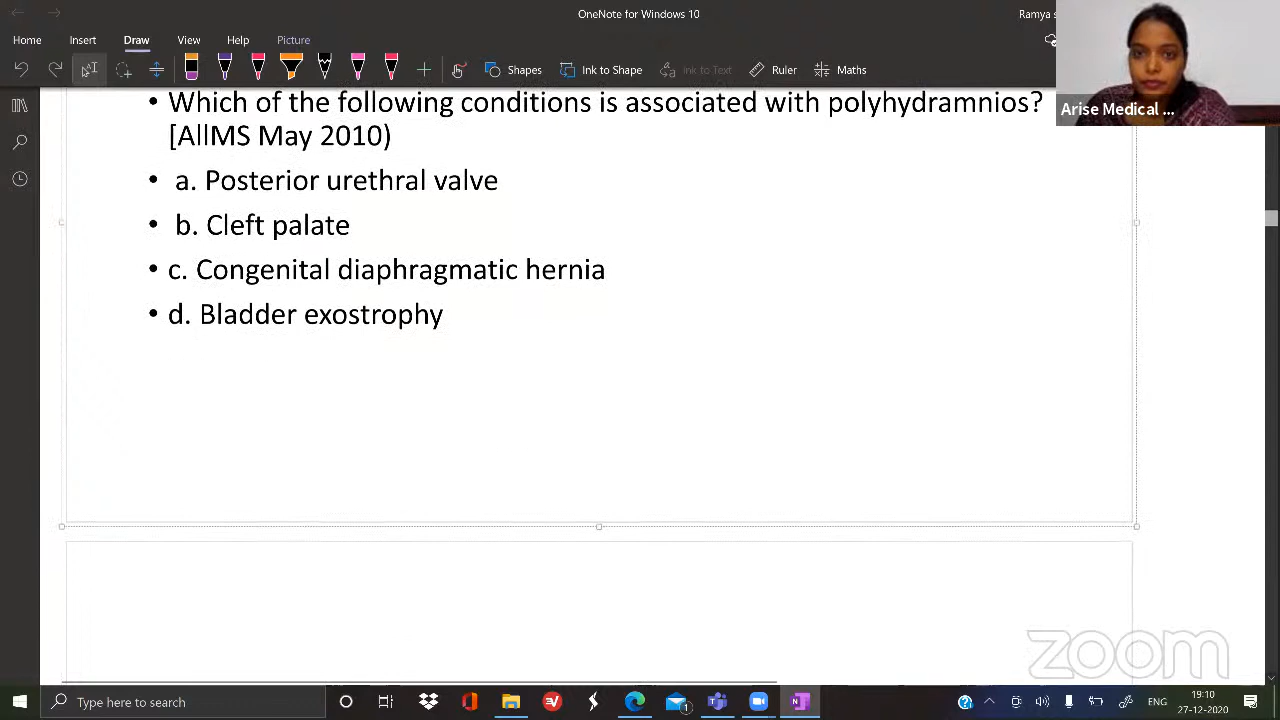 OneNote for Windows 10
Ramya s
Home Insert Draw View Help Picture
Shapes Ink to Shape Ink to Text Ruler Maths
Arise Medical ...
• Which of the following conditions is associated with polyhydramnios?
[AllMS May 2010)
• a. Posterior urethral valve
• b. Cleft palate
• c. Congenital diaphragmatic hernia
• d. Bladder exostrophy
zoom
Type here to search
ENG
19:10
27-12-2020